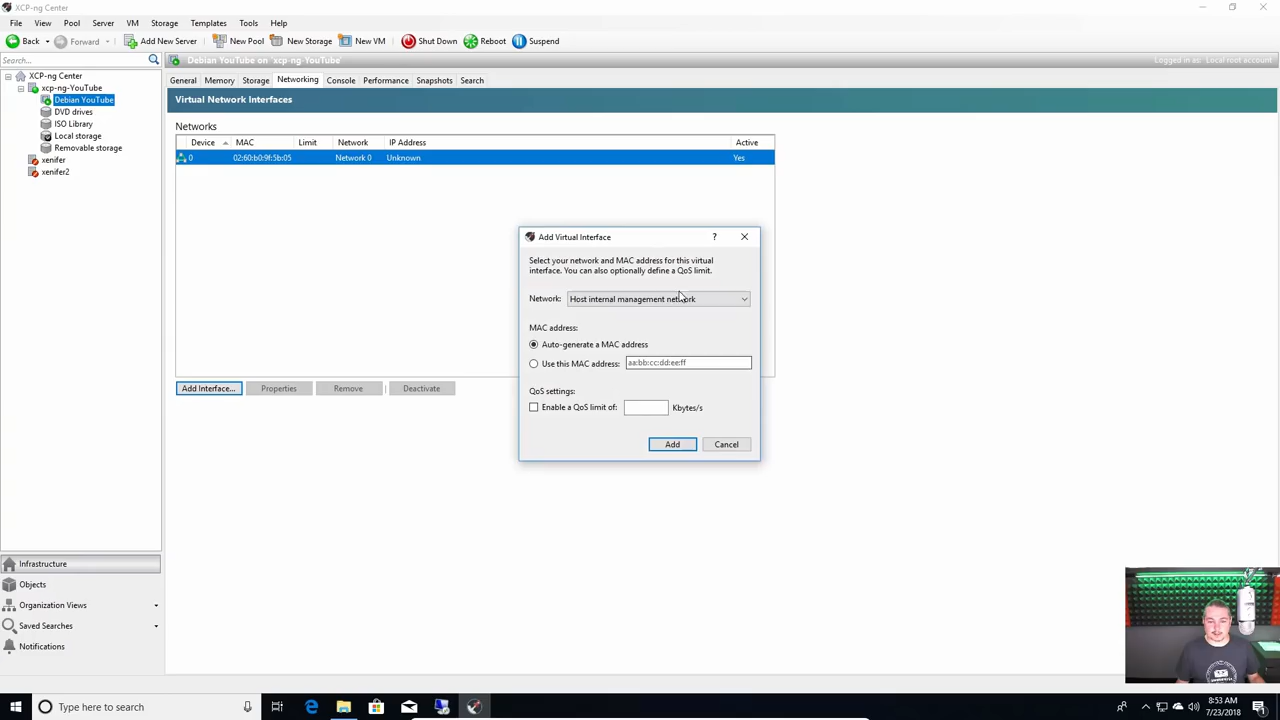 XCP-ng Center
File View Pool Server VM Storage Templates Tools Help
Back Forward Add New Server New Pool New Storage New VM Shut Down Reboot Suspend
Search...
Debian YouTube on 'xcp-ng-YouTube' Logged in as: Local root account
XCP-ng Center
xcp-ng-YouTube
Debian YouTube
DVD drives
ISO Library
Local storage
Removable storage
xenifer
xenifer2
General Memory Storage Networking Console Performance Snapshots Search
Virtual Network Interfaces
Networks
Device MAC Limit Network IP Address Active
0 02:60:b0:9f:5b:05 Network 0 Unknown Yes
Add Interface... Properties Remove Deactivate
Add Virtual Interface ?
Select your network and MAC address for this virtual
interface. You can also optionally define a QoS limit.
Network: Host internal management network
MAC address:
Auto-generate a MAC address
Use this MAC address: aa:bb:cc:dd:ee:ff
QoS settings:
Enable a QoS limit of: Kbytes/s
Add Cancel
Infrastructure
Objects
Organization Views
Saved Searches
Notifications
Type here to search
8:53 AM
7/23/2018
1